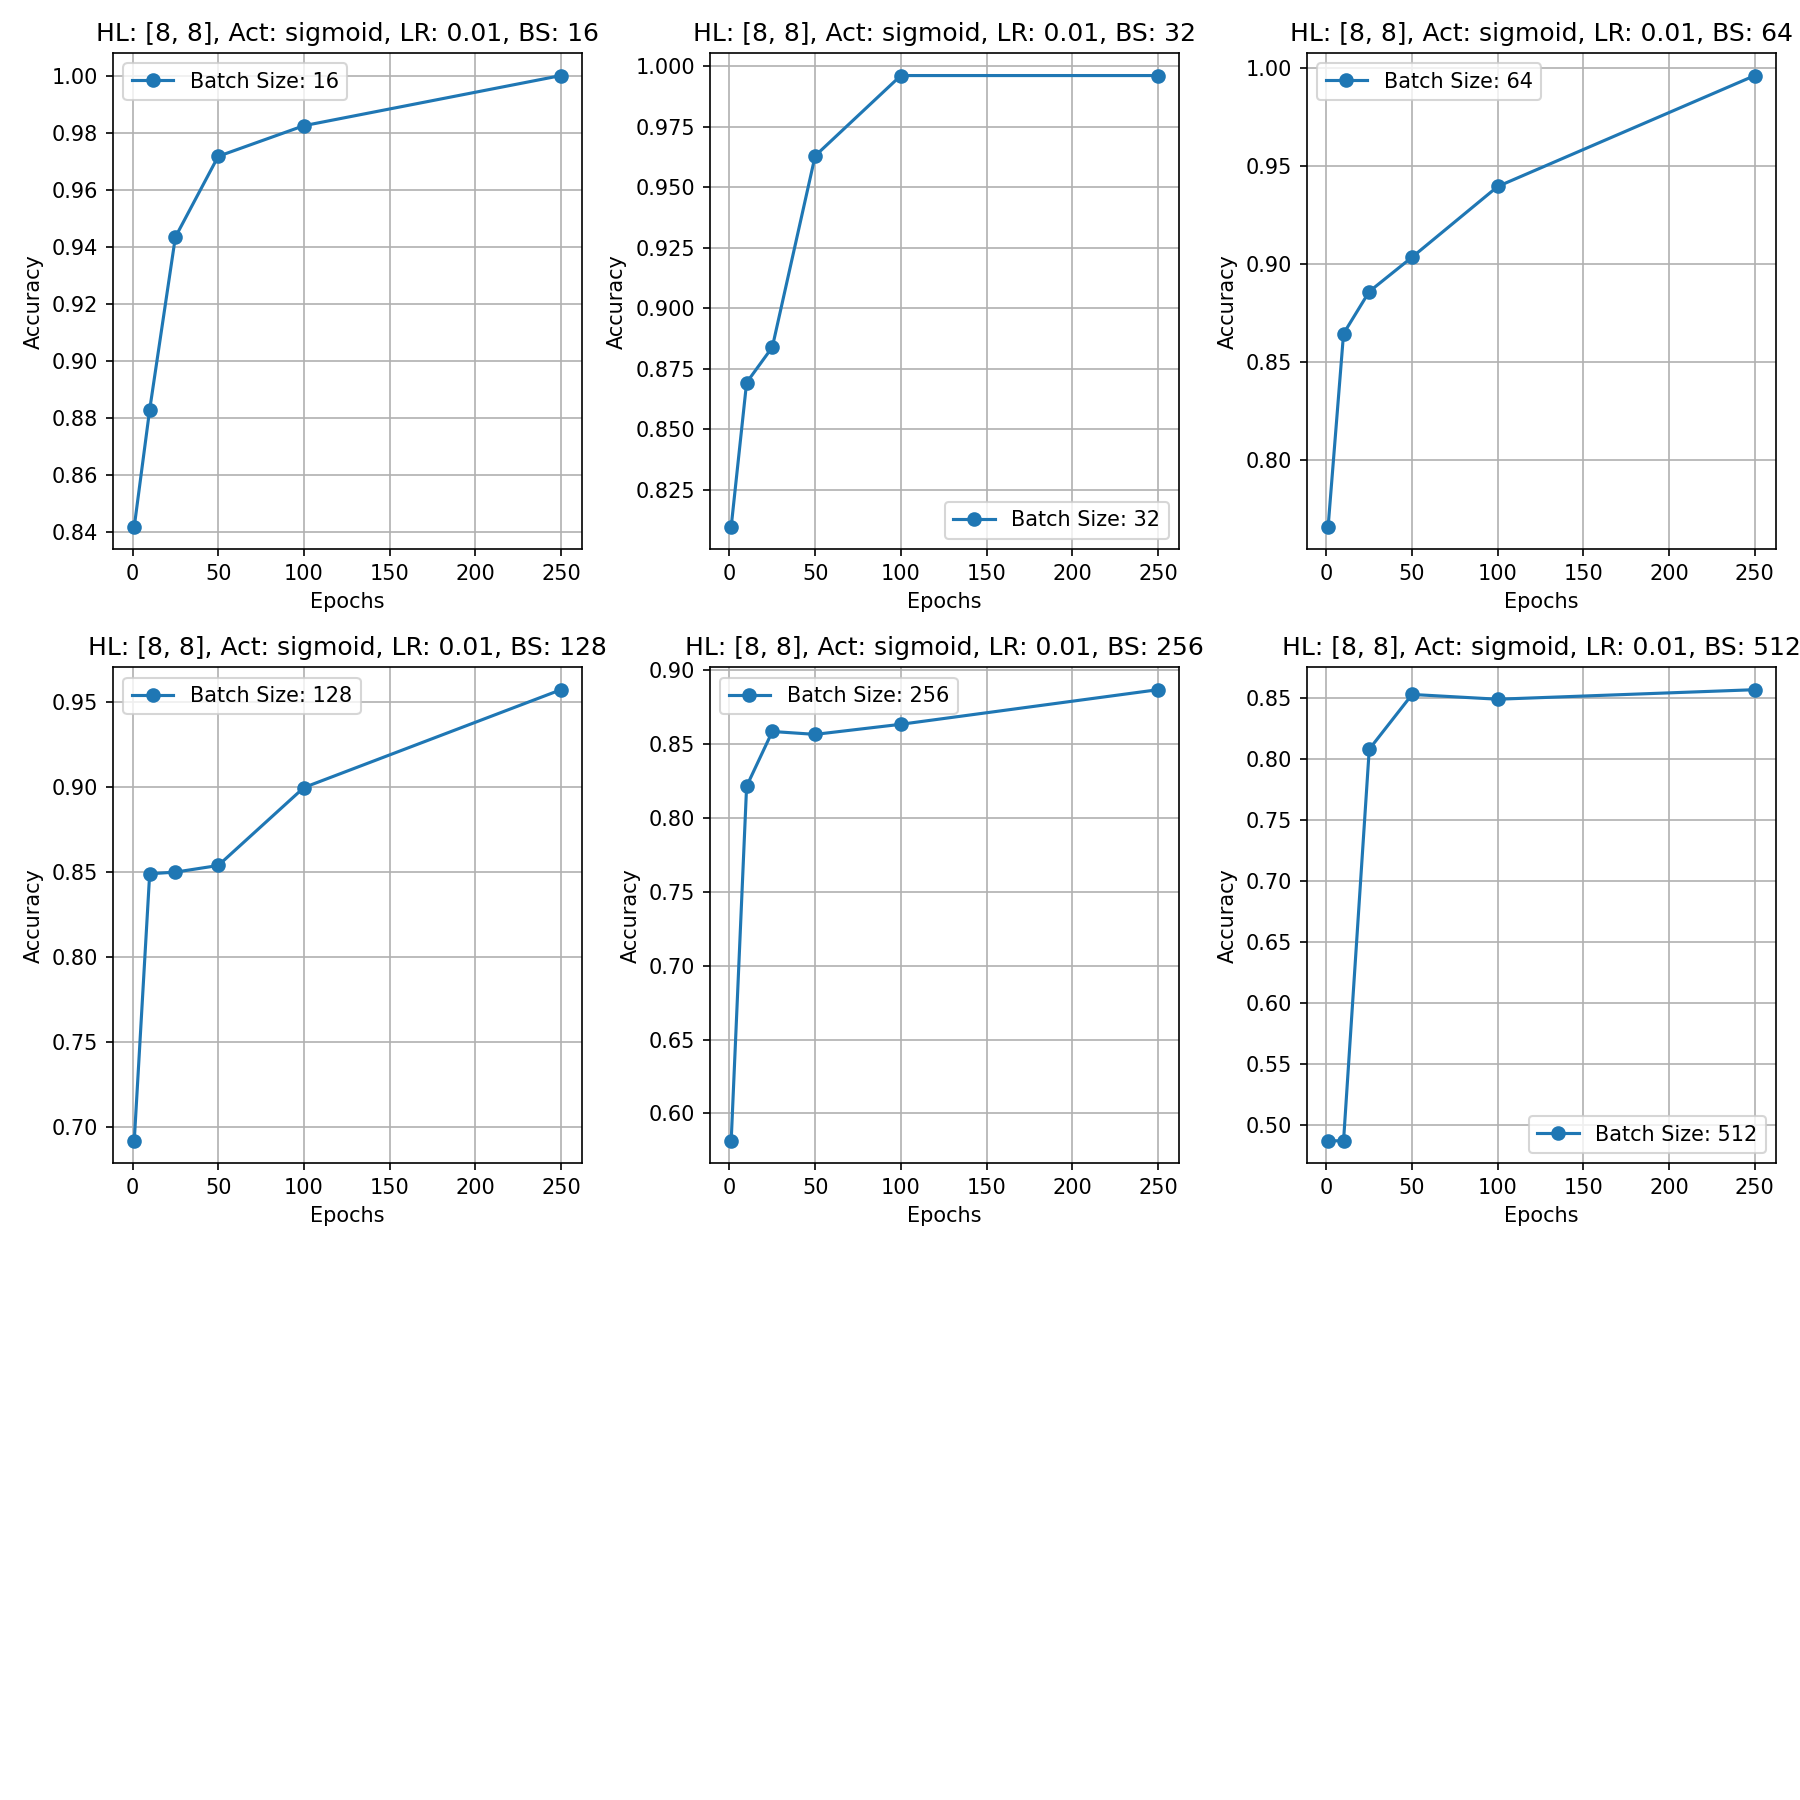 HL: [8, 8], Act: sigmoid, LR: 0.01, BS: 16
Batch Size: 16
Accuracy
1.00
0.98
0.96
0.94
0.92
0.90
0.88
0.86
0.84
0 50 100 150 200 250
Epochs
HL: [8, 8], Act: sigmoid, LR: 0.01, BS: 32
Accuracy
1.000
0.975
0.950
0.925
0.900
0.875
0.850
0.825
Batch Size: 32
0 50 100 150 200 250
Epochs
HL: [8, 8], Act: sigmoid, LR: 0.01, BS: 64
Batch Size: 64
Accuracy
1.00
0.95
0.90
0.85
0.80
0 50 100 150 200 250
Epochs
HL: [8, 8], Act: sigmoid, LR: 0.01, BS: 128
Batch Size: 128
Accuracy
0.95
0.90
0.85
0.80
0.75
0.70
0 50 100 150 200 250
Epochs
HL: [8, 8], Act: sigmoid, LR: 0.01, BS: 256
Batch Size: 256
Accuracy
0.90
0.85
0.80
0.75
0.70
0.65
0.60
0 50 100 150 200 250
Epochs
HL: [8, 8], Act: sigmoid, LR: 0.01, BS: 512
Accuracy
0.85
0.80
0.75
0.70
0.65
0.60
0.55
0.50
Batch Size: 512
0 50 100 150 200 250
Epochs